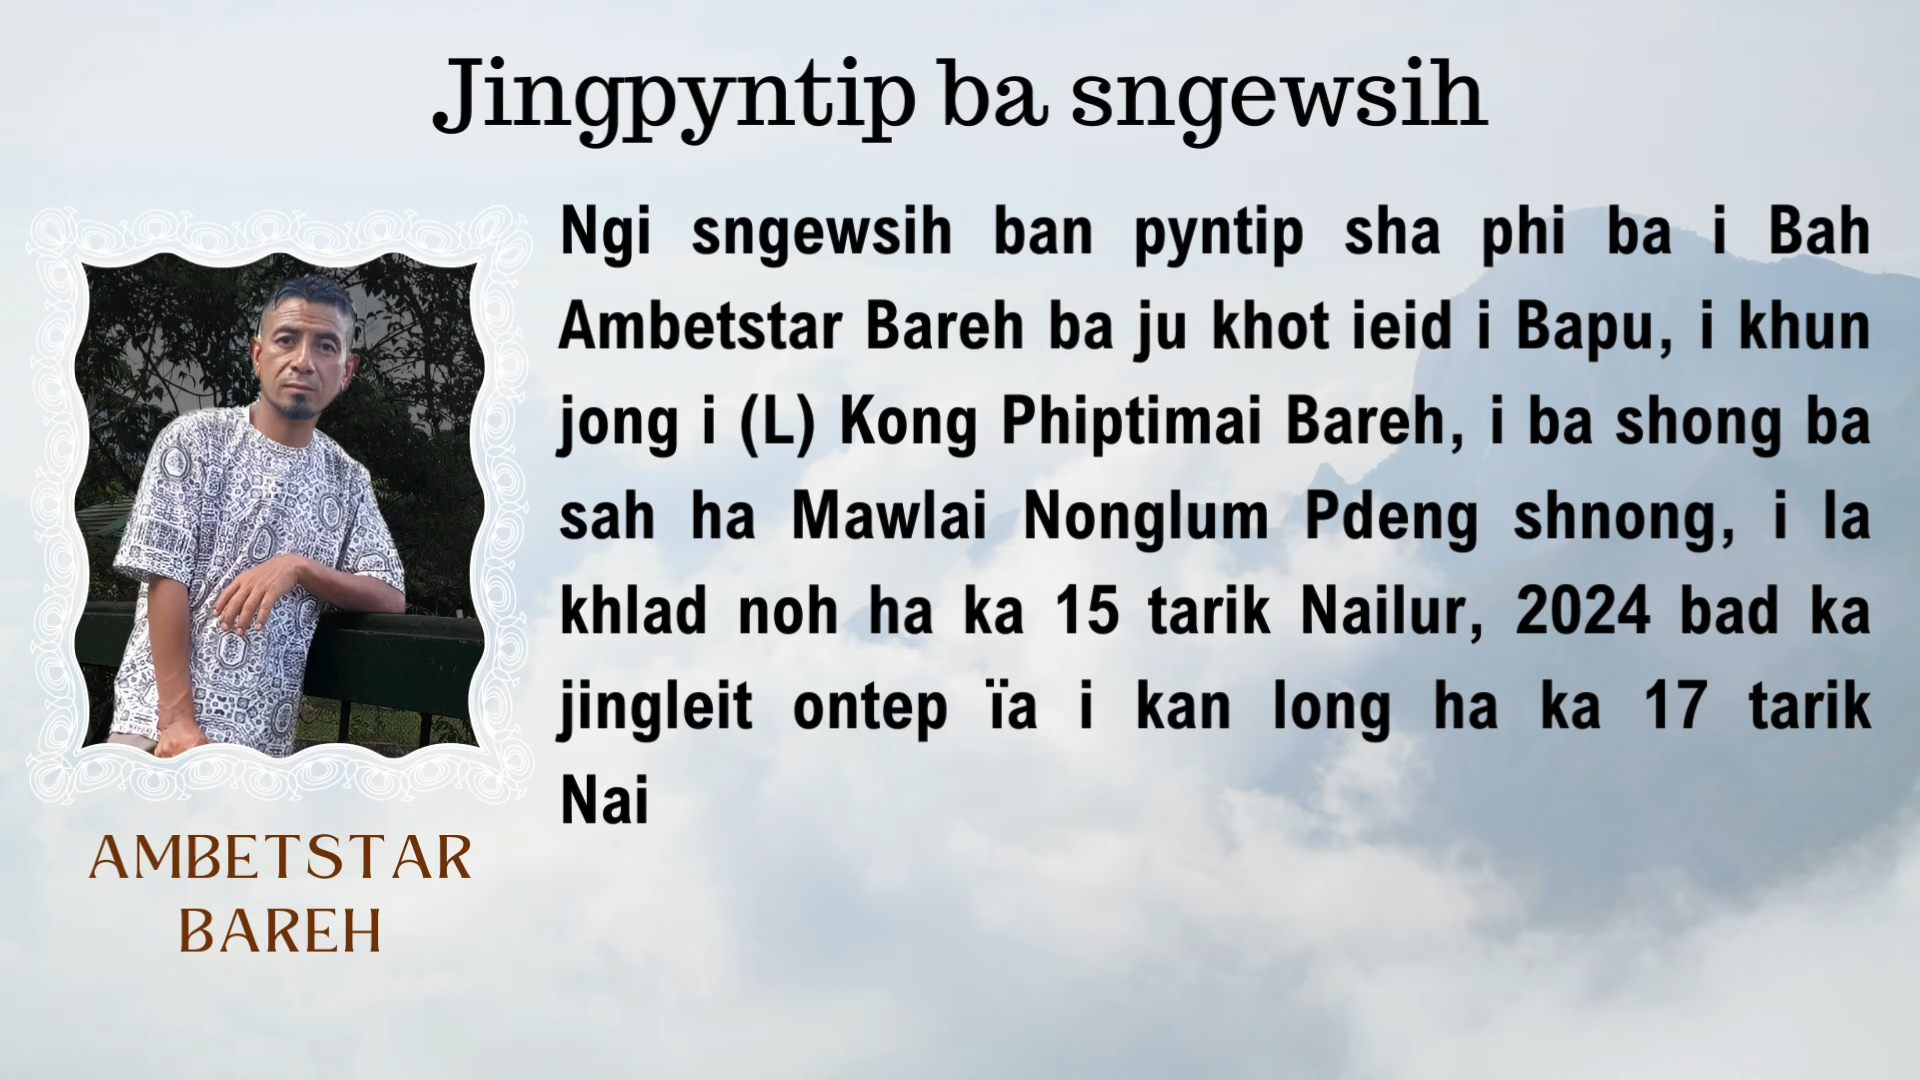 Jingpyntip ba sngewsih
Ngi sngewsih ban pyntip sha phi ba i Bah
Ambetstar Bareh ba ju khot ieid i Bapu, i khun
jong i (L) Kong Phiptimai Bareh, i ba shong ba
sah ha Mawlai Nonglum Pdeng shnong, i la
khlad noh ha ka 15 tarik Nailur, 2024 bad ka
jingleit ontep ïa i kan long ha ka 17 tarik
Nai
AMBETSTAR
BAREH